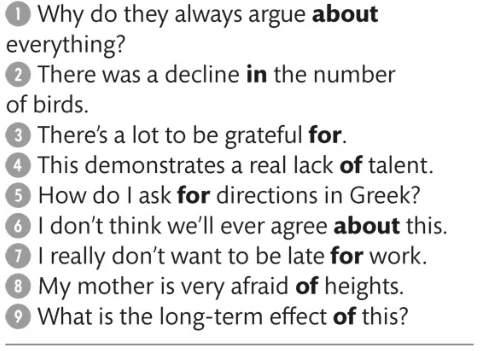 1 Why do they always argue about
everything?
2 There was a decline in the number
of birds.
3 There's a lot to be grateful for.
4 This demonstrates a real lack of talent.
5 How do I ask for directions in Greek?
6 I don't think we'll ever agree about this.
7 I really don't want to be late for work.
8 My mother is very afraid of heights.
9 What is the long-term effect of this?